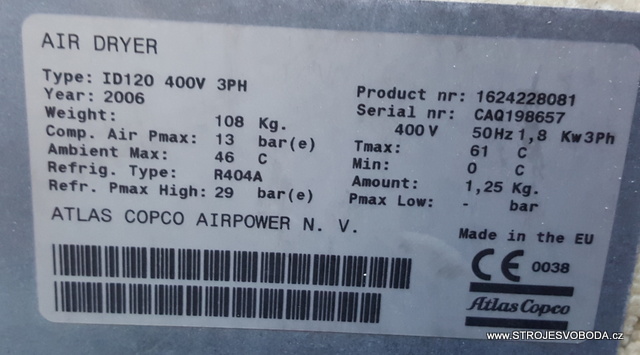 AIR DRYER
Type: ID120 400V 3PH
Year: 2006
Weight: 108 Kg.
Comp. Air Pmax: 13 bar(e)
Ambient Max: 46 C
Refrig. Type: R404A
Refr. Pmax High: 29 bar(e)
Product nr: 1624228081
Serial nr: CAQ198657
400V 50Hz 1,8 Kw3Ph
Tmax: 61 C
Min: 0 C
Amount: 1,25 Kg.
Pmax Low: - bar
ATLAS COPCO AIRPOWER N. V.
Made in the EU
CE 0038
Atlas Copco
www.STROJESVOBODA.cz